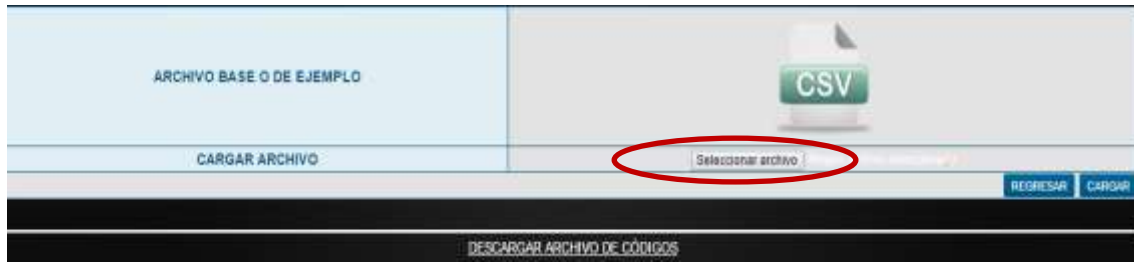 ARCHIVO BASE O DE EJEMPLO
CSV
CARGAR ARCHIVO
Seleccionar archivo
REGRESAR CARGAR
DESCARGAR ARCHIVO DE CÓDIGOS